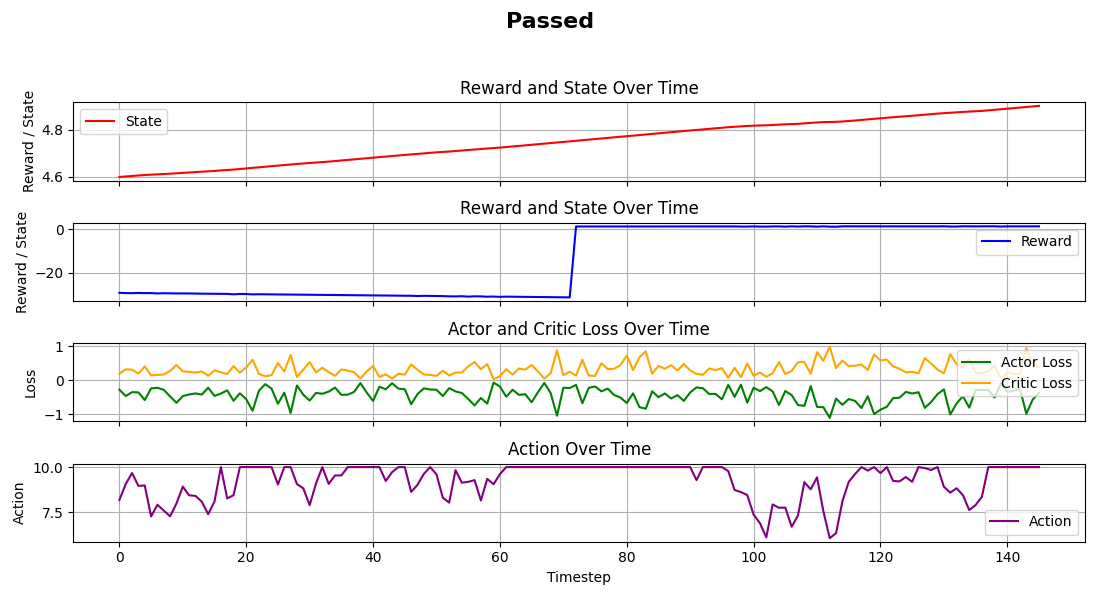 Passed
Reward and State Over Time
Reward / State
4.8
4.6
State
Reward and State Over Time
Reward / State
0
−20
Reward
Actor and Critic Loss Over Time
Loss
1
0
−1
Actor Loss
Critic Loss
Action Over Time
Action
10.0
7.5
Action
0 20 40 60 80 100 120 140
Timestep